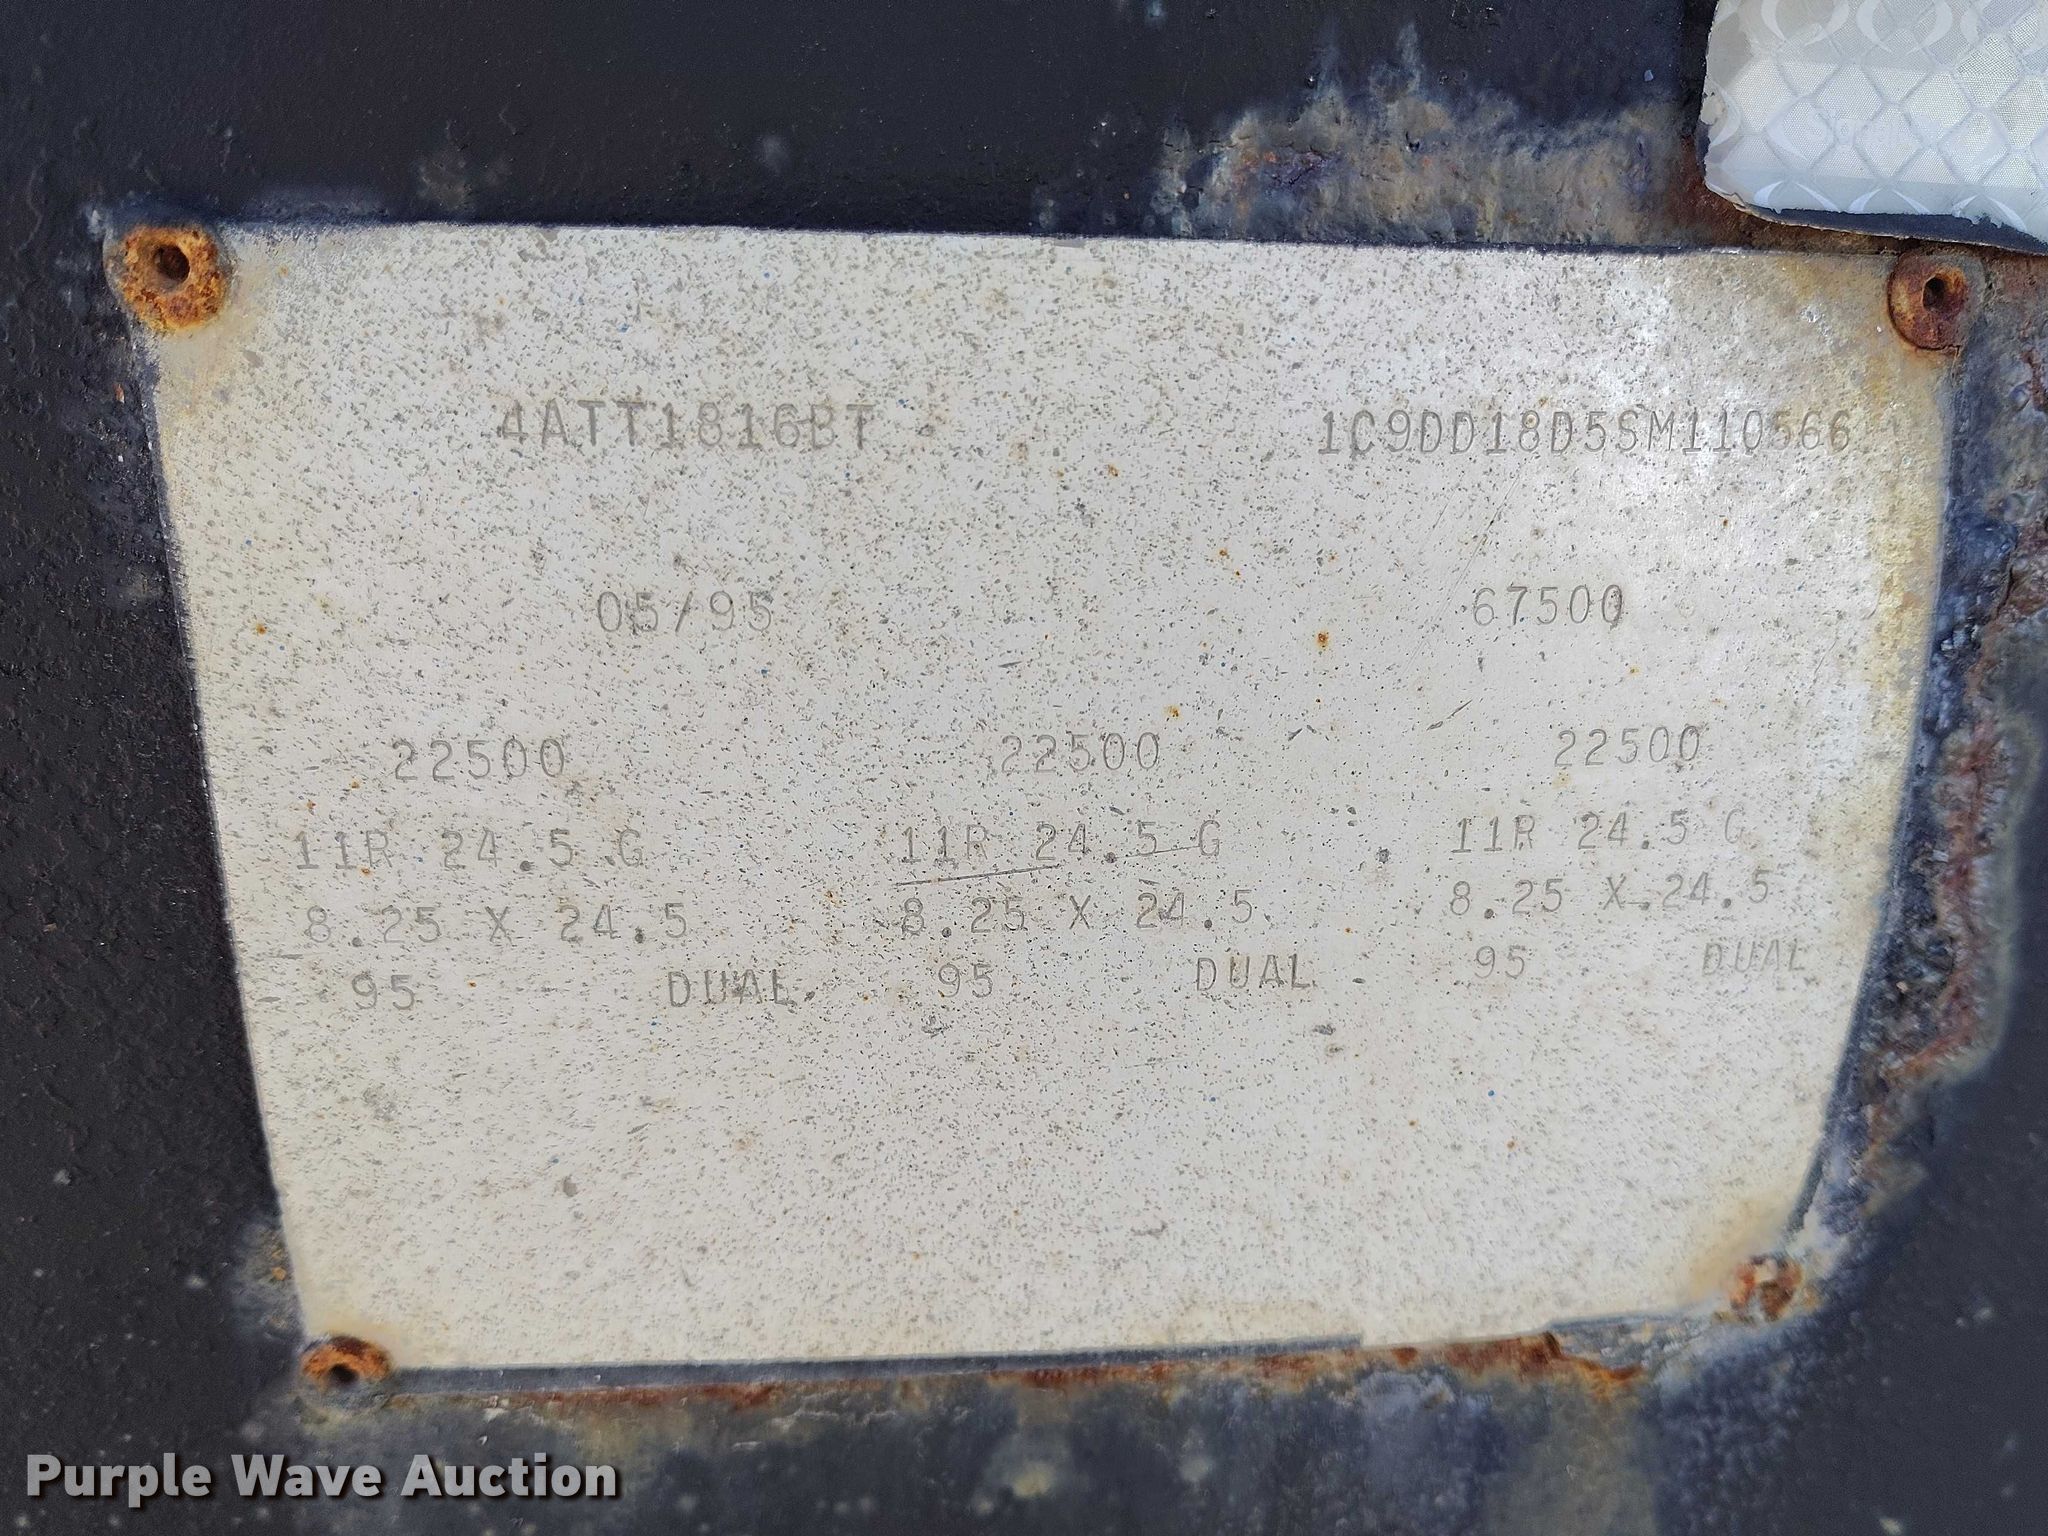 4ATT1816BT 1C9DD18D5SM110566
05/95 67500
22500 22500 22500
11R 24.5 G 11R 24.5 G 11R 24.5 G
8.25 X 24.5 8.25 X 24.5 8.25 X 24.5
95 DUAL 95 DUAL 95 DUAL
Purple Wave Auction